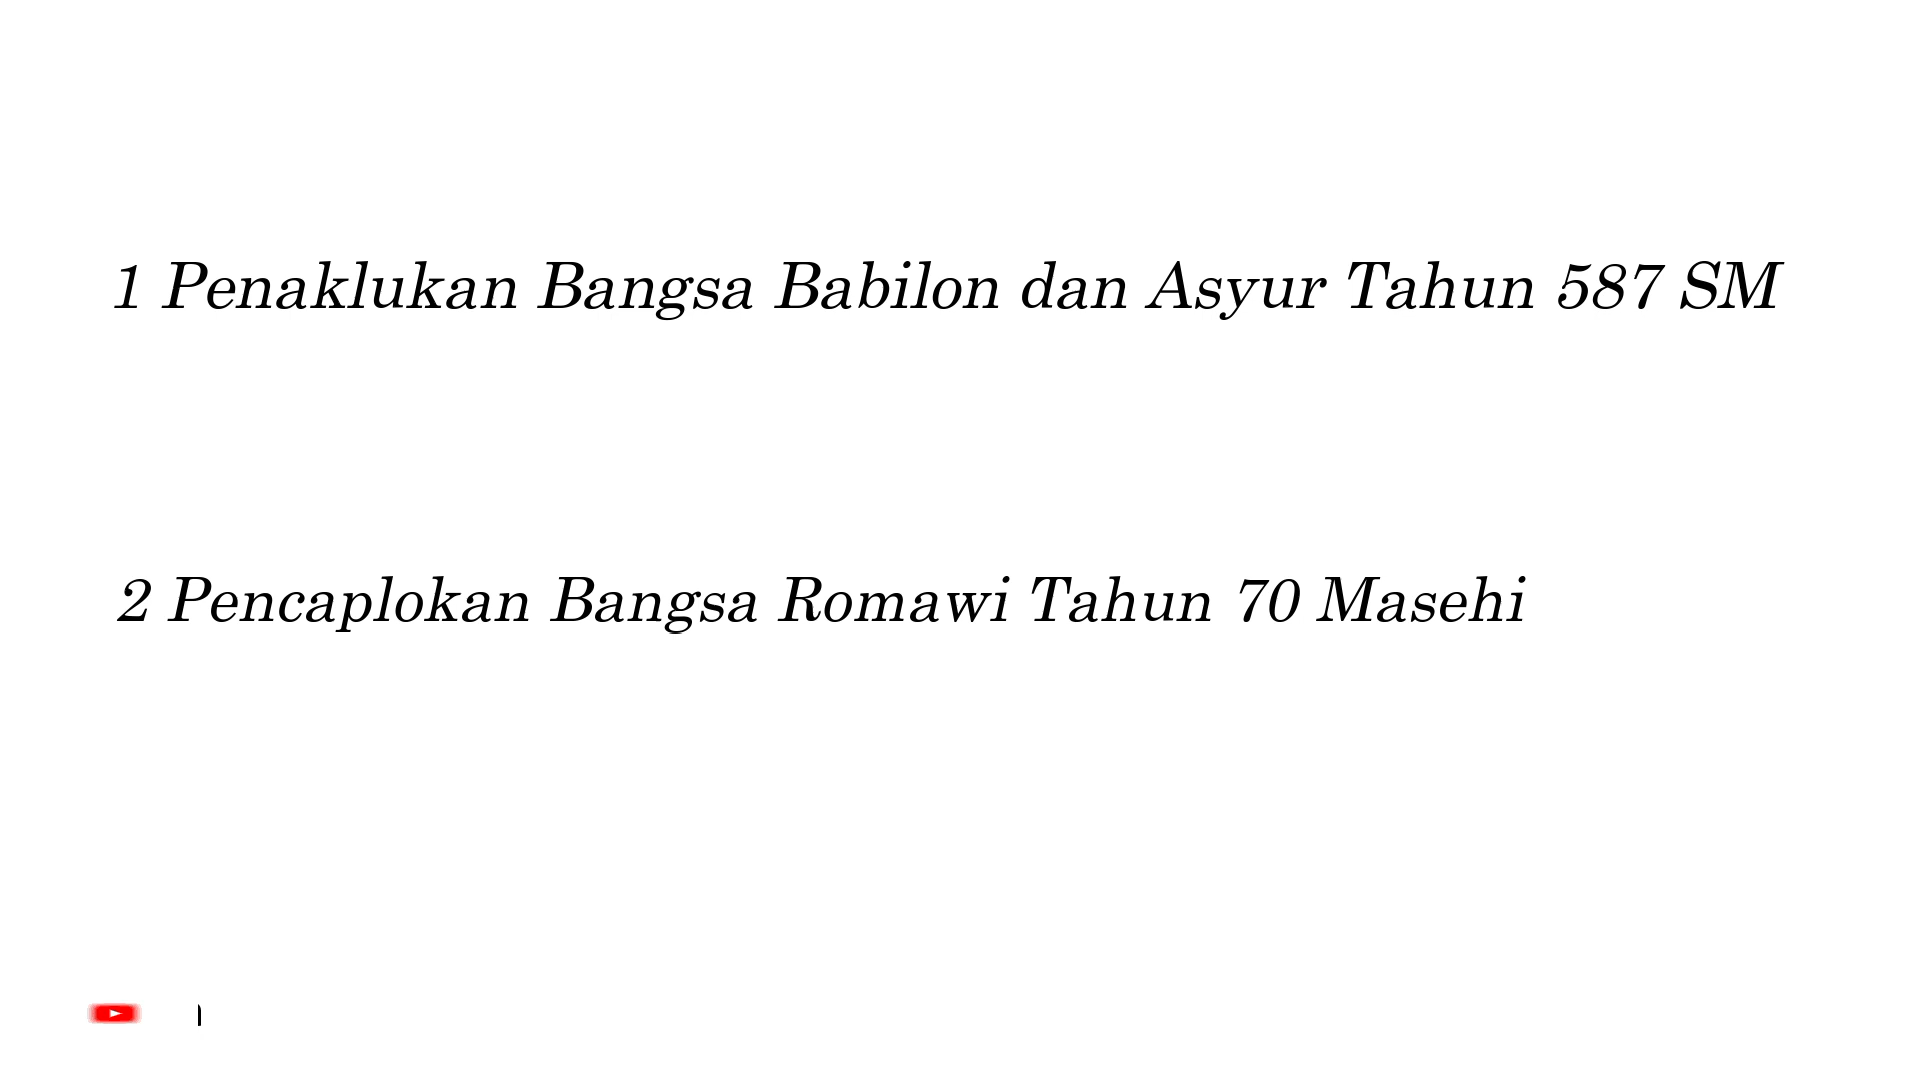 1 Penaklukan Bangsa Babilon dan Asyur Tahun 587 SM
2 Pencaplokan Bangsa Romawi Tahun 70 Masehi